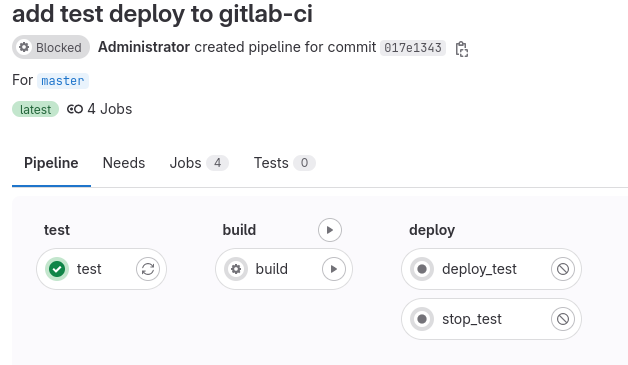 add test deploy to gitlab-ci
Blocked Administrator created pipeline for commit 017e1343
For master
latest 4 Jobs
Pipeline Needs Jobs 4 Tests 0
test build deploy
test build deploy_test
stop_test